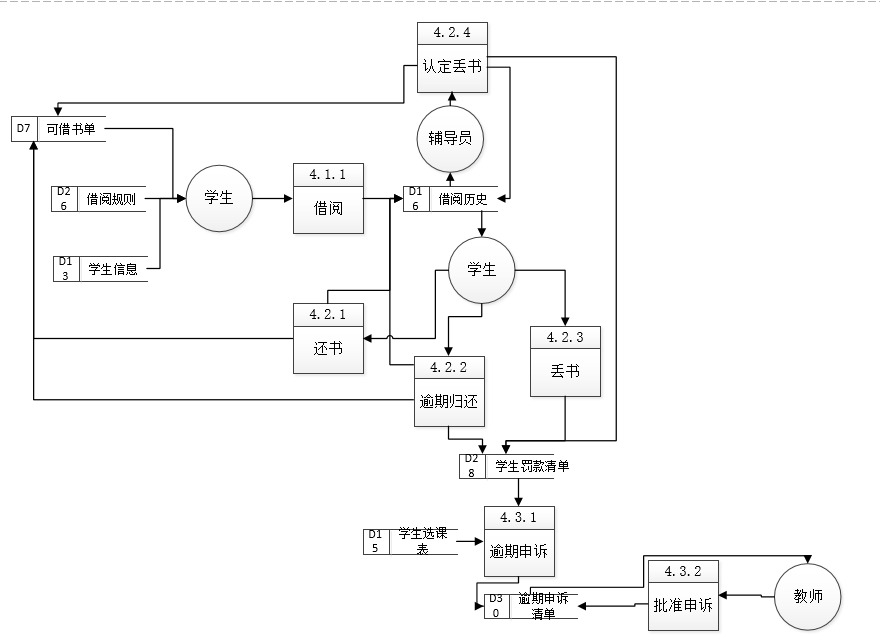 4.2.4
认定丢书
D7
可借书单
辅导员
4.1.1
借阅
学生
D2
6
借阅规则
D1
6
借阅历史
D1
3
学生信息
学生
4.2.1
还书
4.2.3
丢书
4.2.2
逾期归还
D2
8
学生罚款清单
4.3.1
逾期申诉
D1
5
学生选课
表
4.3.2
批准申诉
教师
D3
0
逾期申诉
清单